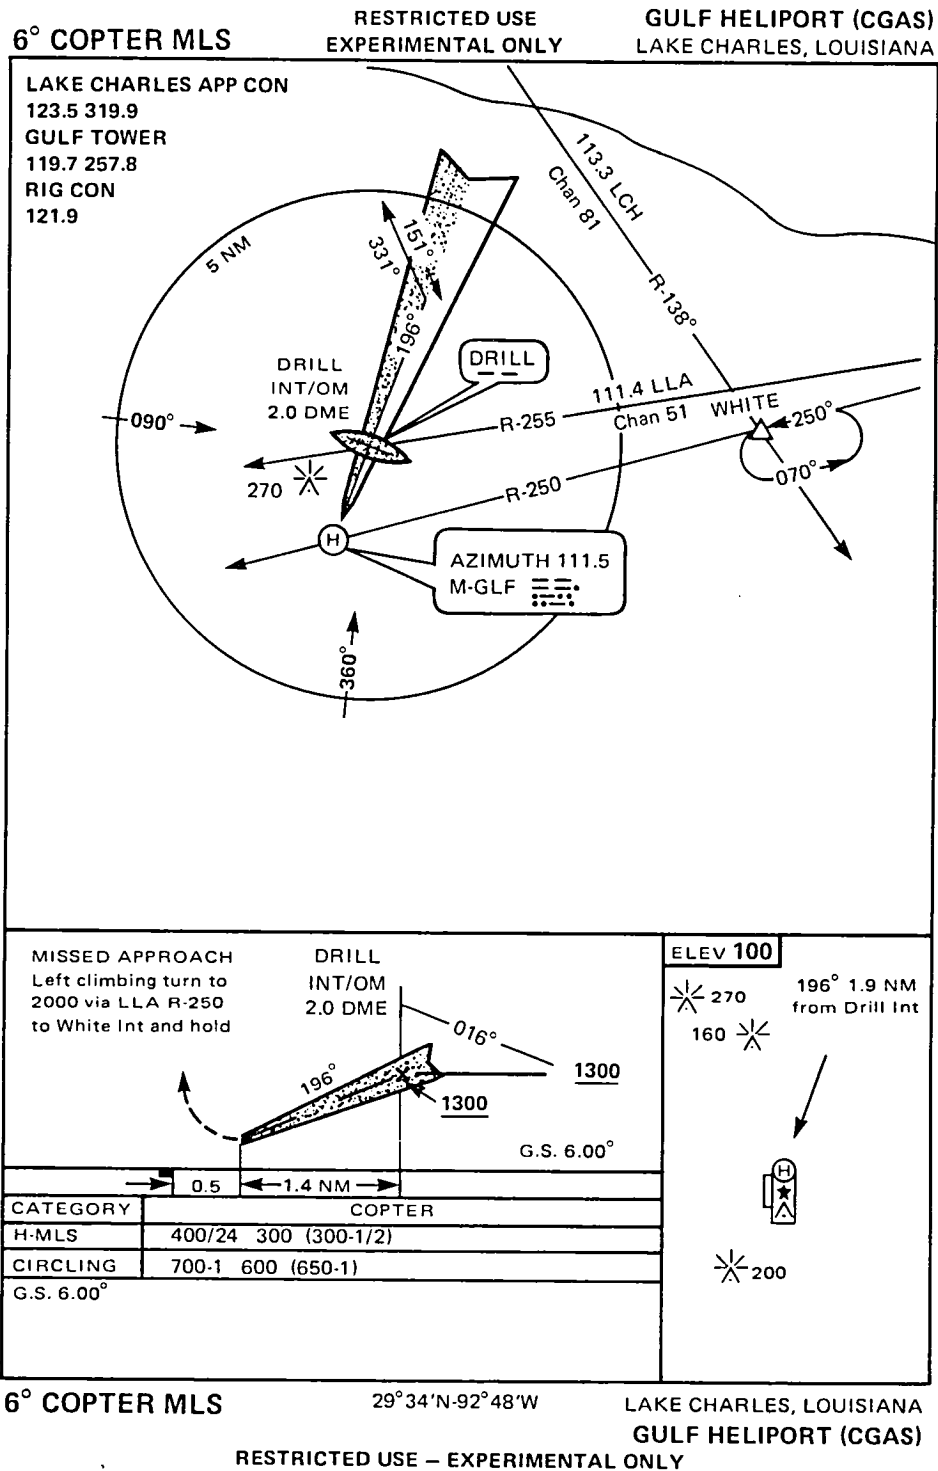 6° COPTER MLS
RESTRICTED USE
EXPERIMENTAL ONLY
GULF HELIPORT (CGAS)
LAKE CHARLES, LOUISIANA
LAKE CHARLES APP CON
123.5 319.9
GULF TOWER
119.7 257.8
RIG CON
121.9
5 NM
151°
331°
196°
113.3 LCH
Chan 81
R-138°
DRILL
INT/OM
2.0 DME
DRILL
111.4 LLA
Chan 51
WHITE
R-255
090°
250°
070°
270
R-250
H
AZIMUTH 111.5
M-GLF
360°
MISSED APPROACH
Left climbing turn to
2000 via LLA R-250
to White Int and hold
DRILL
INT/OM
2.0 DME
016°
196°
1300
1300
G.S. 6.00°
0.5
1.4 NM
CATEGORY COPTER
H-MLS 400/24 300 (300-1/2)
CIRCLING 700-1 600 (650-1)
G.S. 6.00°
ELEV 100
270
160
196° 1.9 NM
from Drill Int
H
200
6° COPTER MLS
29°34'N-92°48'W
LAKE CHARLES, LOUISIANA
GULF HELIPORT (CGAS)
RESTRICTED USE – EXPERIMENTAL ONLY